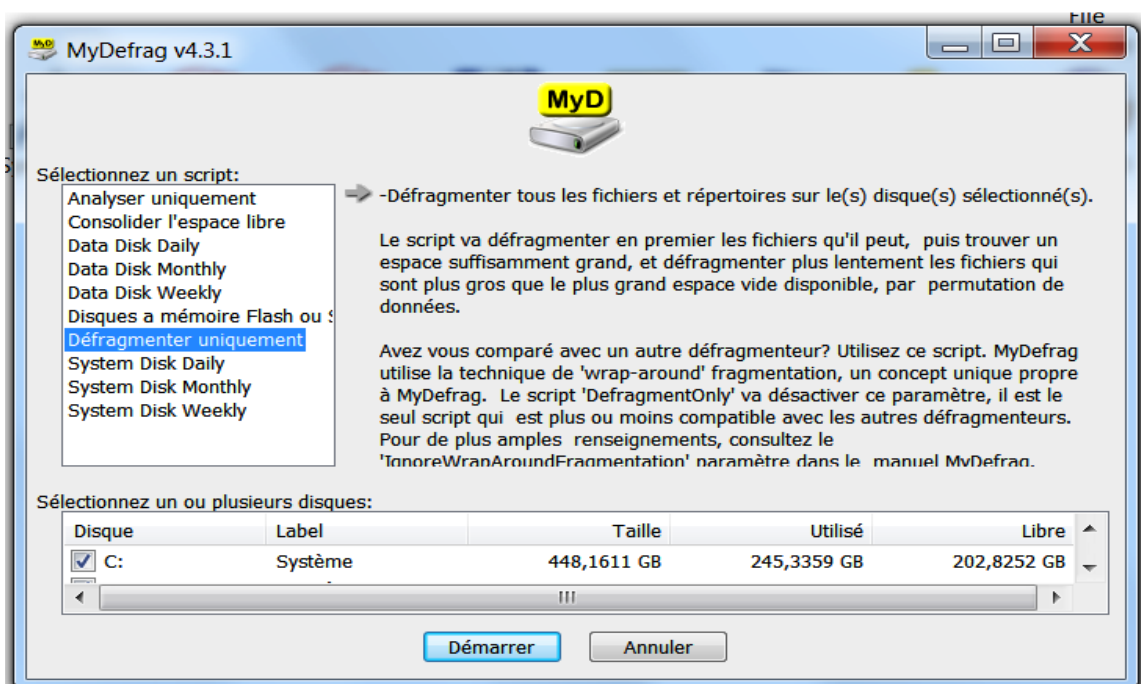 File
MyDefrag v4.3.1
MyD
Sélectionnez un script:
Analyser uniquement
Consolider l'espace libre
Data Disk Daily
Data Disk Monthly
Data Disk Weekly
Disques a mémoire Flash ou
Défragmenter uniquement
System Disk Daily
System Disk Monthly
System Disk Weekly
-Défragmenter tous les fichiers et répertoires sur le(s) disque(s) sélectionné(s).
Le script va défragmenter en premier les fichiers qu'il peut, puis trouver un
espace suffisamment grand, et défragmenter plus lentement les fichiers qui
sont plus gros que le plus grand espace vide disponible, par permutation de
données.
Avez vous comparé avec un autre défragmenteur? Utilisez ce script. MyDefrag
utilise la technique de 'wrap-around' fragmentation, un concept unique propre
à MyDefrag. Le script 'DefragmentOnly' va désactiver ce paramètre, il est le
seul script qui est plus ou moins compatible avec les autres défragmenteurs.
Pour de plus amples renseignements, consultez le
'IgnoreWrapAroundFragmentation' paramètre dans le manuel MyDefrag.
Sélectionnez un ou plusieurs disques:
Disque Label Taille Utilisé Libre
C: Système 448,1611 GB 245,3359 GB 202,8252 GB
Démarrer Annuler